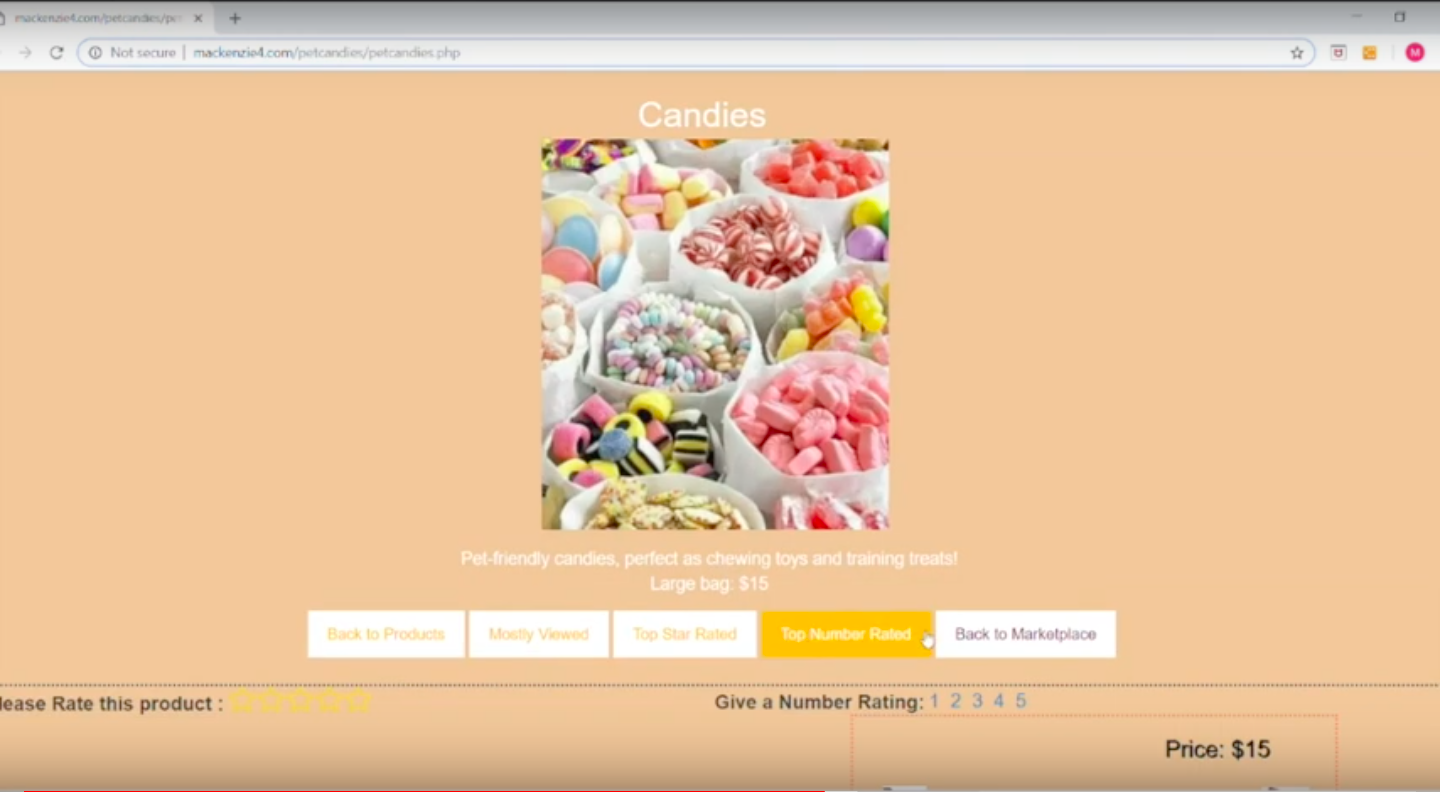 mackenzie4.com/petcandies/pet
Not secure | mackenzie4.com/petcandies/petcandies.php
M
Candies
Pet-friendly candies, perfect as chewing toys and training treats!
Large bag: $15
Back to Products
Mostly Viewed
Top Star Rated
Top Number Rated
Back to Marketplace
lease Rate this product :
Give a Number Rating: 1 2 3 4 5
Price: $15